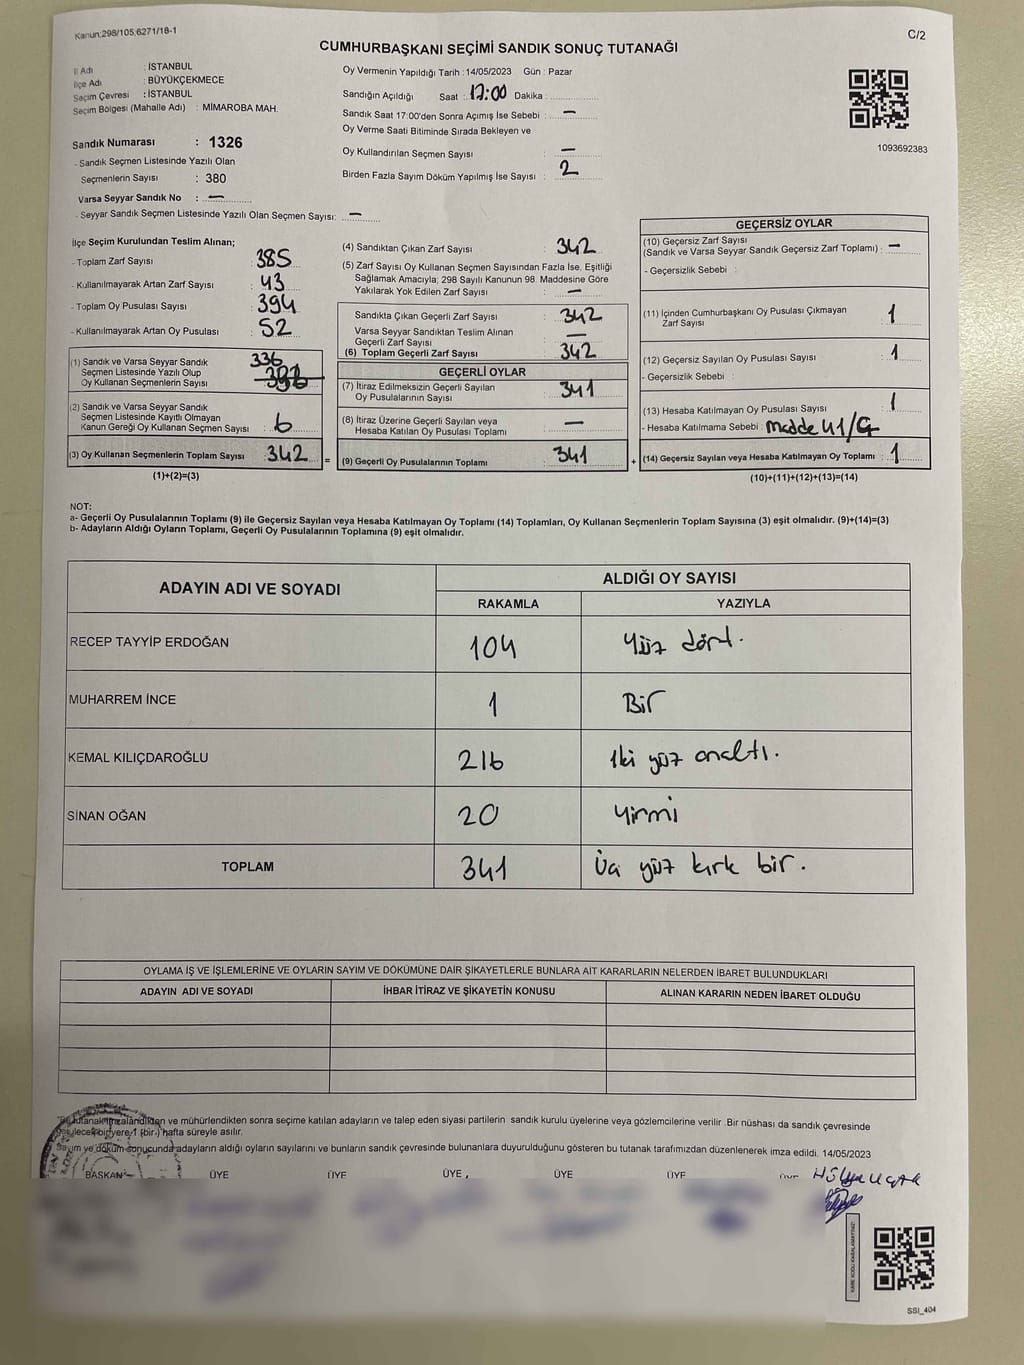 Kanun:298/105;6271/18-1
C/2
CUMHURBAŞKANI SEÇİMİ SANDIK SONUÇ TUTANAĞI
İl Adı : İSTANBUL
İlçe Adı : BÜYÜKÇEKMECE
Seçim Çevresi : İSTANBUL
Seçim Bölgesi (Mahalle Adı) : MİMAROBA MAH.
Sandık Numarası : 1326
- Sandık Seçmen Listesinde Yazılı Olan
Seçmenlerin Sayısı : 380
Varsa Seyyar Sandık No : —
- Seyyar Sandık Seçmen Listesinde Yazılı Olan Seçmen Sayısı: —
Oy Vermenin Yapıldığı Tarih : 14/05/2023 Gün : Pazar
Sandığın Açıldığı Saat : 17:00 Dakika :
Sandık Saat 17:00'den Sonra Açımış İse Sebebi : —
Oy Verme Saati Bitiminde Sırada Bekleyen ve
Oy Kullandırılan Seçmen Sayısı : —
Birden Fazla Sayım Döküm Yapılmış İse Sayısı : 2
1093692383
İlçe Seçim Kurulundan Teslim Alınan;
- Toplam Zarf Sayısı : 385
- Kullanılmayarak Artan Zarf Sayısı : 43
- Toplam Oy Pusulası Sayısı : 394
- Kullanılmayarak Artan Oy Pusulası : 52
(1) Sandık ve Varsa Seyyar Sandık 336
Seçmen Listesinde Yazılı Olup
Oy Kullanan Seçmenlerin Sayısı
(2) Sandık ve Varsa Seyyar Sandık
Seçmen Listesinde Kayıtlı Olmayan
Kanun Gereği Oy Kullanan Seçmen Sayısı : 6
(3) Oy Kullanan Seçmenlerin Toplam Sayısı : 342 =
(1)+(2)=(3)
(4) Sandıktan Çıkan Zarf Sayısı : 342
(5) Zarf Sayısı Oy Kullanan Seçmen Sayısından Fazla İse, Eşitliği
Sağlamak Amacıyla; 298 Sayılı Kanunun 98. Maddesine Göre
Yakılarak Yok Edilen Zarf Sayısı : —
Sandıkta Çıkan Geçerli Zarf Sayısı : 342
Varsa Seyyar Sandıktan Teslim Alınan
Geçerli Zarf Sayısı : —
(6) Toplam Geçerli Zarf Sayısı : 342
GEÇERLİ OYLAR
(7) İtiraz Edilmeksizin Geçerli Sayılan
Oy Pusulalarının Sayısı : 341
(8) İtiraz Üzerine Geçerli Sayılan veya
Hesaba Katılan Oy Pusulası Toplamı : —
(9) Geçerli Oy Pusulalarının Toplamı : 341 +
GEÇERSİZ OYLAR
(10) Geçersiz Zarf Sayısı
(Sandık ve Varsa Seyyar Sandık Geçersiz Zarf Toplamı) : —
- Geçersizlik Sebebi :
(11) İçinden Cumhurbaşkanı Oy Pusulası Çıkmayan
Zarf Sayısı : 1
(12) Geçersiz Sayılan Oy Pusulası Sayısı : 1
- Geçersizlik Sebebi :
(13) Hesaba Katılmayan Oy Pusulası Sayısı : 1
- Hesaba Katılmama Sebebi : madde 41/G
(14) Geçersiz Sayılan veya Hesaba Katılmayan Oy Toplamı : 1
(10)+(11)+(12)+(13)=(14)
NOT:
a- Geçerli Oy Pusulalarının Toplamı (9) ile Geçersiz Sayılan veya Hesaba Katılmayan Oy Toplamı (14) Toplamları, Oy Kullanan Seçmenlerin Toplam Sayısına (3) eşit olmalıdır. (9)+(14)=(3)
b- Adayların Aldığı Oyların Toplamı, Geçerli Oy Pusulalarının Toplamına (9) eşit olmalıdır.
ADAYIN ADI VE SOYADI ALDIĞI OY SAYISI
RAKAMLA YAZIYLA
RECEP TAYYİP ERDOĞAN 104 Yüz dört.
MUHARREM İNCE 1 Bir
KEMAL KILIÇDAROĞLU 216 İki yüz onaltı.
SİNAN OĞAN 20 Yirmi
TOPLAM 341 Üç yüz kırk bir.
OYLAMA İŞ VE İŞLEMLERİNE VE OYLARIN SAYIM VE DÖKÜMÜNE DAİR ŞİKAYETLERLE BUNLARA AİT KARARLARIN NELERDEN İBARET BULUNDUKLARI
ADAYIN ADI VE SOYADI İHBAR İTİRAZ VE ŞİKAYETİN KONUSU ALINAN KARARIN NEDEN İBARET OLDUĞU
Bu tutanak imzalandıktan ve mühürlendikten sonra seçime katılan adayların ve talep eden siyasi partilerin sandık kurulu üyelerine veya gözlemcilerine verilir. Bir nüshası da sandık çevresinde
görülecek bir yere 1 (bir) hafta süreyle asılır.
Sayım ve döküm sonucunda adayların aldığı oyların sayılarını ve bunların sandık çevresinde bulunanlara duyurulduğunu gösteren bu tutanak tarafımızdan düzenlenerek imza edildi. 14/05/2023
BAŞKAN ÜYE ÜYE ÜYE ÜYE ÜYE ÜYE
SSI_404